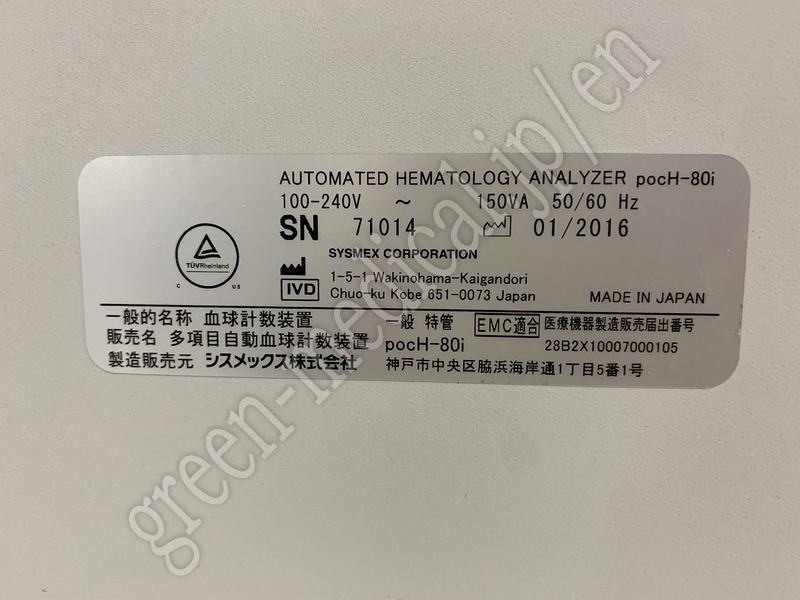 AUTOMATED HEMATOLOGY ANALYZER pocH-80i
100-240V ～ 150VA 50/60 Hz
SN 71014 01/2016
SYSMEX CORPORATION
1-5-1 Wakinohama-Kaigandori
Chuo-ku Kobe 651-0073 Japan
IVD
MADE IN JAPAN
TÜVRheinland
C US
一般的名称 血球計数装置 一般 特管 EMC適合 医療機器製造販売届出番号
販売名 多項目自動血球計数装置 pocH-80i 28B2X10007000105
製造販売元 シスメックス株式会社 神戸市中央区脇浜海岸通1丁目5番1号
green-medical.jp/en